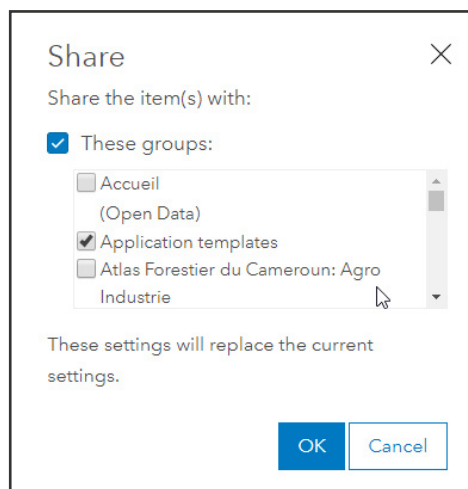 Share
Share the item(s) with:
These groups:
Accueil
(Open Data)
Application templates
Atlas Forestier du Cameroun: Agro
Industrie
These settings will replace the current
settings.
OK Cancel